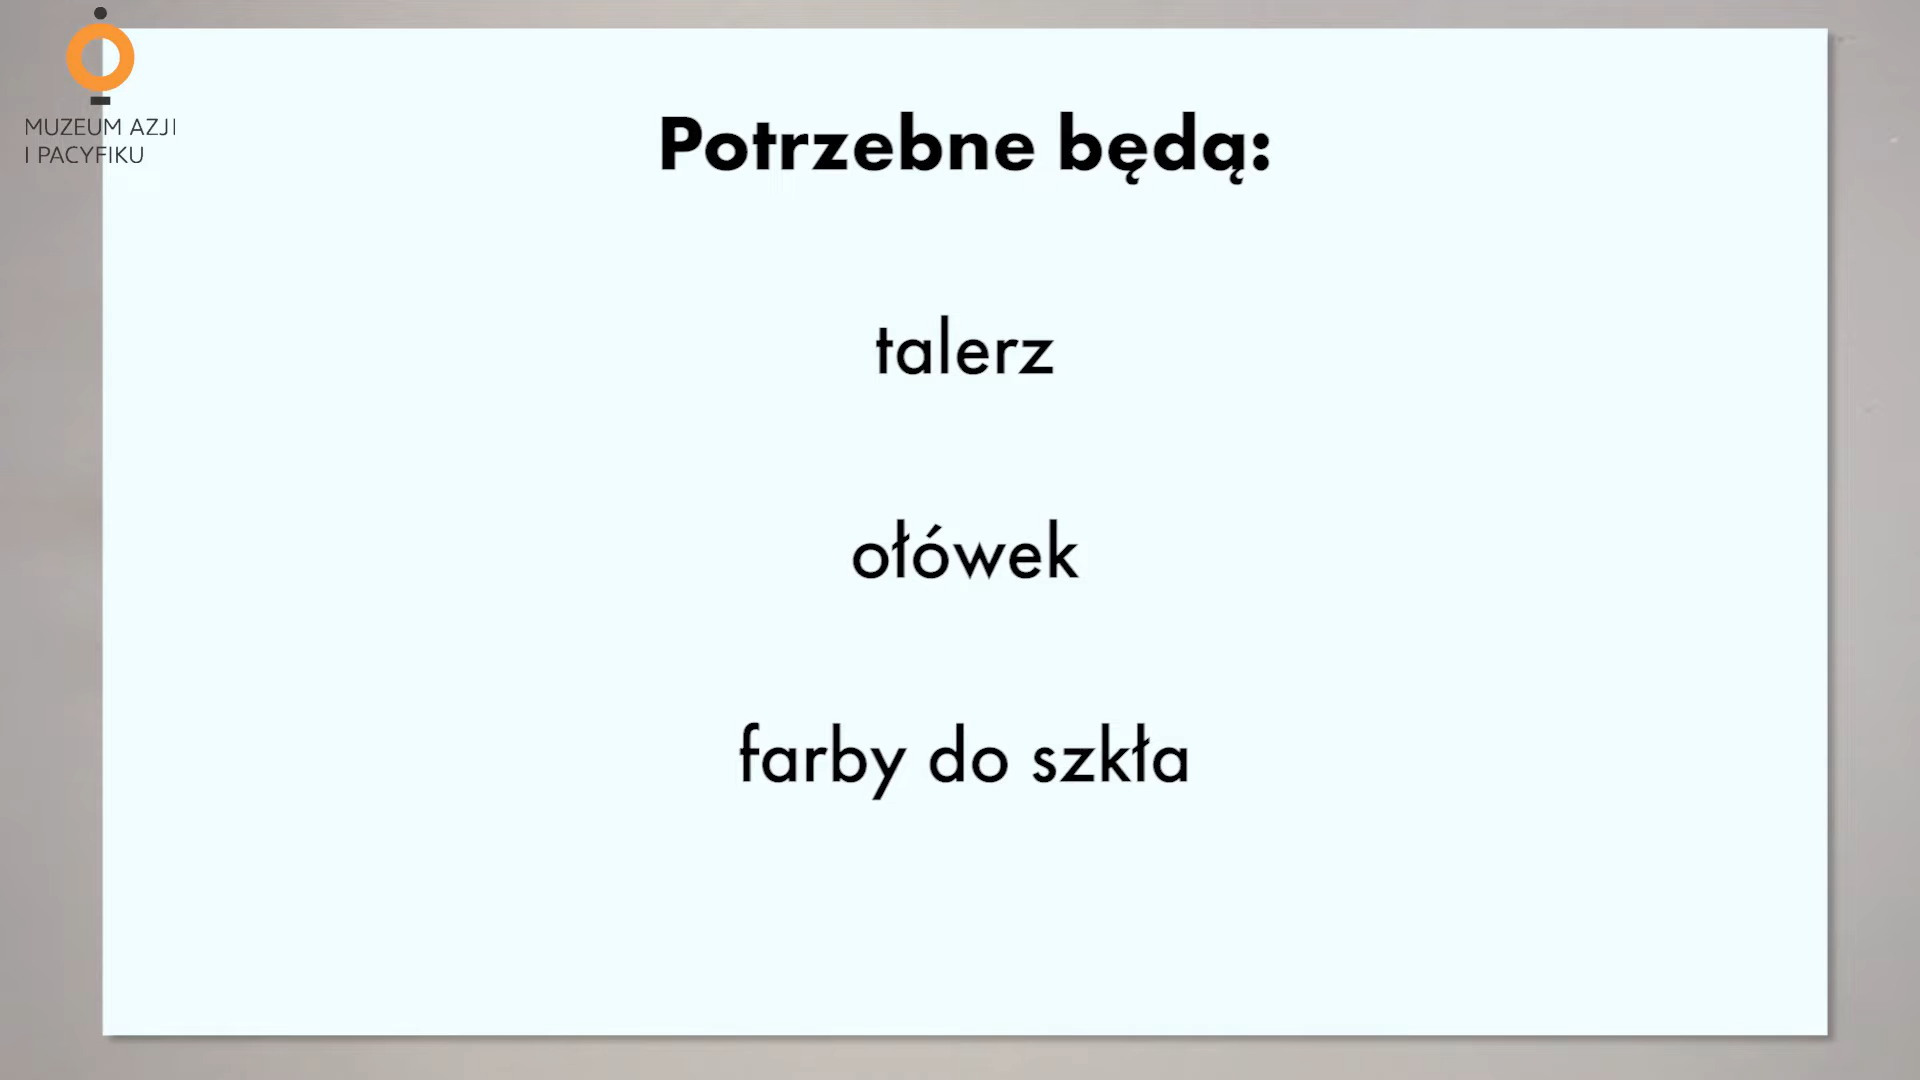 MUZEUM AZJI
I PACYFIKU
Potrzebne będą:
talerz
ołówek
farby do szkła